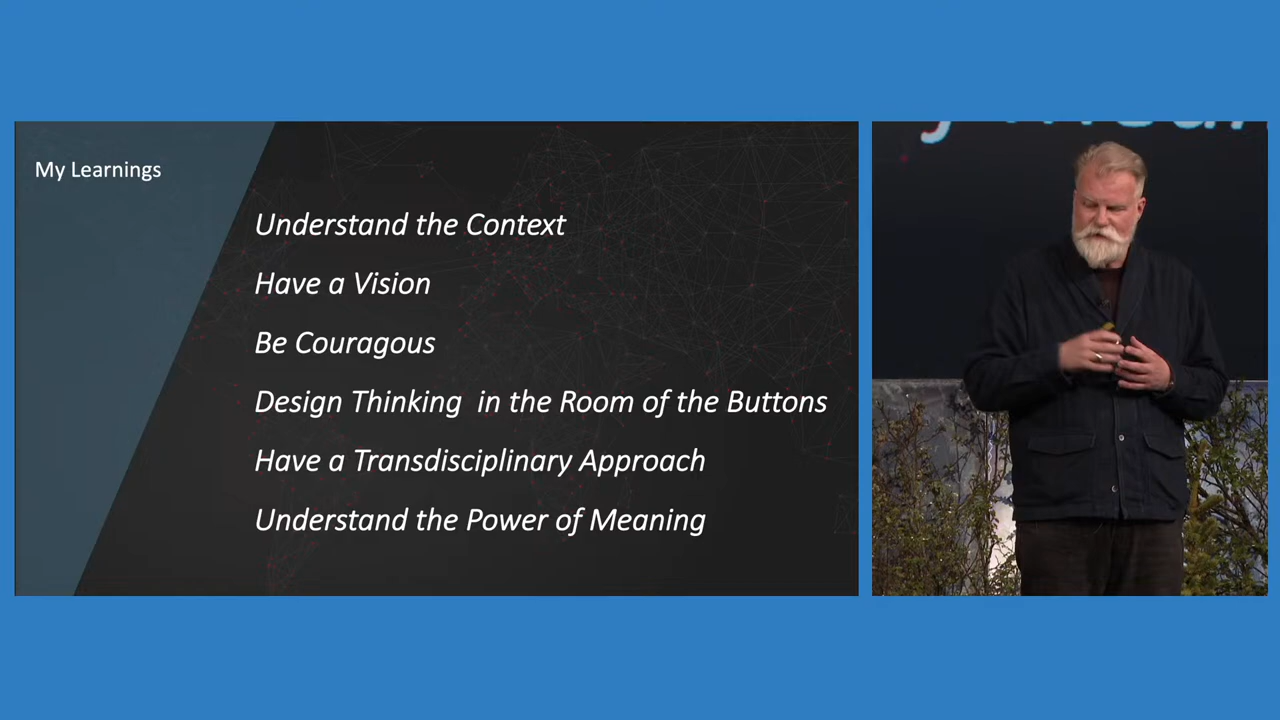 My Learnings
Understand the Context
Have a Vision
Be Couragous
Design Thinking  in the Room of the Buttons
Have a Transdisciplinary Approach
Understand the Power of Meaning